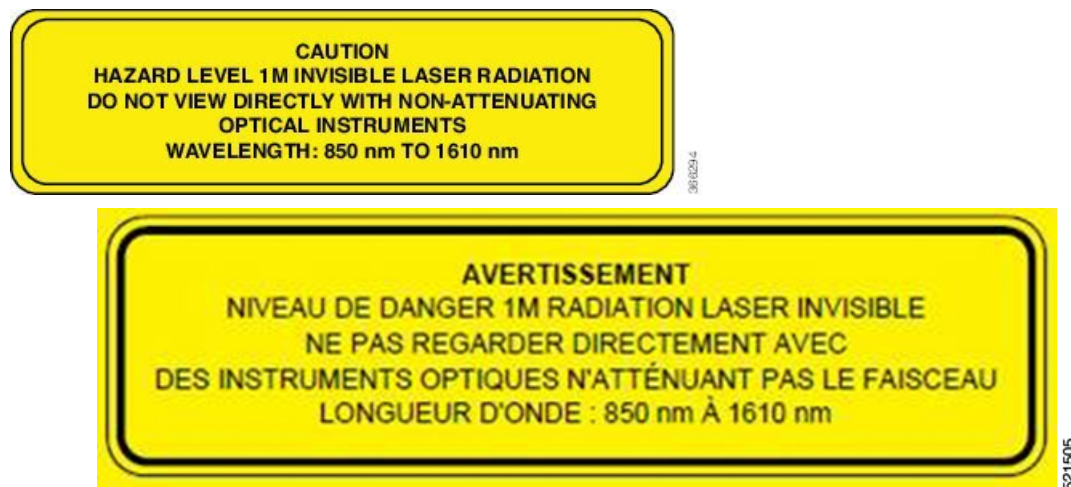 CAUTION
HAZARD LEVEL 1M INVISIBLE LASER RADIATION
DO NOT VIEW DIRECTLY WITH NON-ATTENUATING
OPTICAL INSTRUMENTS
WAVELENGTH: 850 nm TO 1610 nm
366294
AVERTISSEMENT
NIVEAU DE DANGER 1M RADIATION LASER INVISIBLE
NE PAS REGARDER DIRECTEMENT AVEC
DES INSTRUMENTS OPTIQUES N'ATTÉNUANT PAS LE FAISCEAU
LONGUEUR D'ONDE : 850 nm À 1610 nm
521505